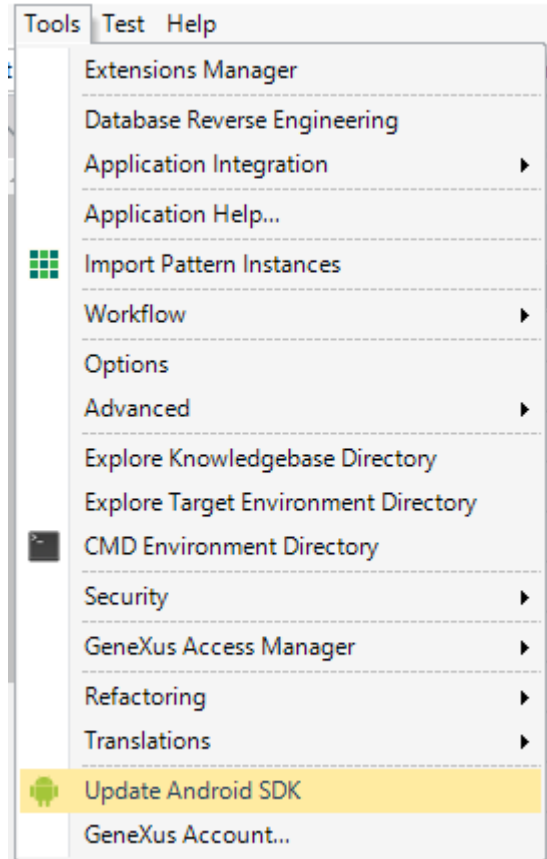 Tools Test Help
Extensions Manager
Database Reverse Engineering
Application Integration
Application Help...
Import Pattern Instances
Workflow
Options
Advanced
Explore Knowledgebase Directory
Explore Target Environment Directory
CMD Environment Directory
Security
GeneXus Access Manager
Refactoring
Translations
Update Android SDK
GeneXus Account...